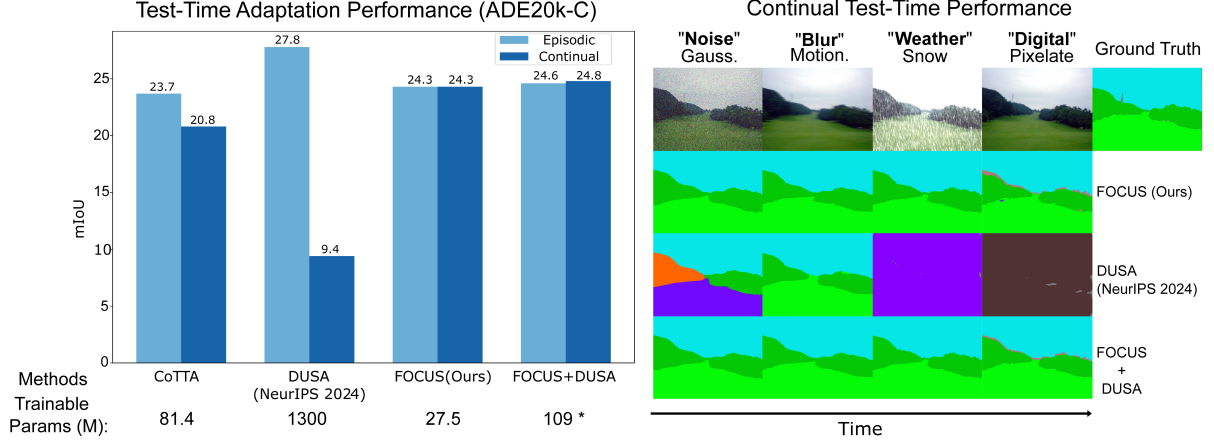 Test-Time Adaptation Performance (ADE20k-C)
Episodic
Continual
mIoU
25
20
15
10
5
0
23.7
20.8
27.8
9.4
24.3
24.3
24.6
24.8
Methods
CoTTA
DUSA
(NeurIPS 2024)
FOCUS(Ours)
FOCUS+DUSA
Trainable
Params (M):
81.4
1300
27.5
109 *
Continual Test-Time Performance
"Noise"
Gauss.
"Blur"
Motion.
"Weather"
Snow
"Digital"
Pixelate
Ground Truth
FOCUS (Ours)
DUSA
(NeurIPS 2024)
FOCUS
+
DUSA
Time